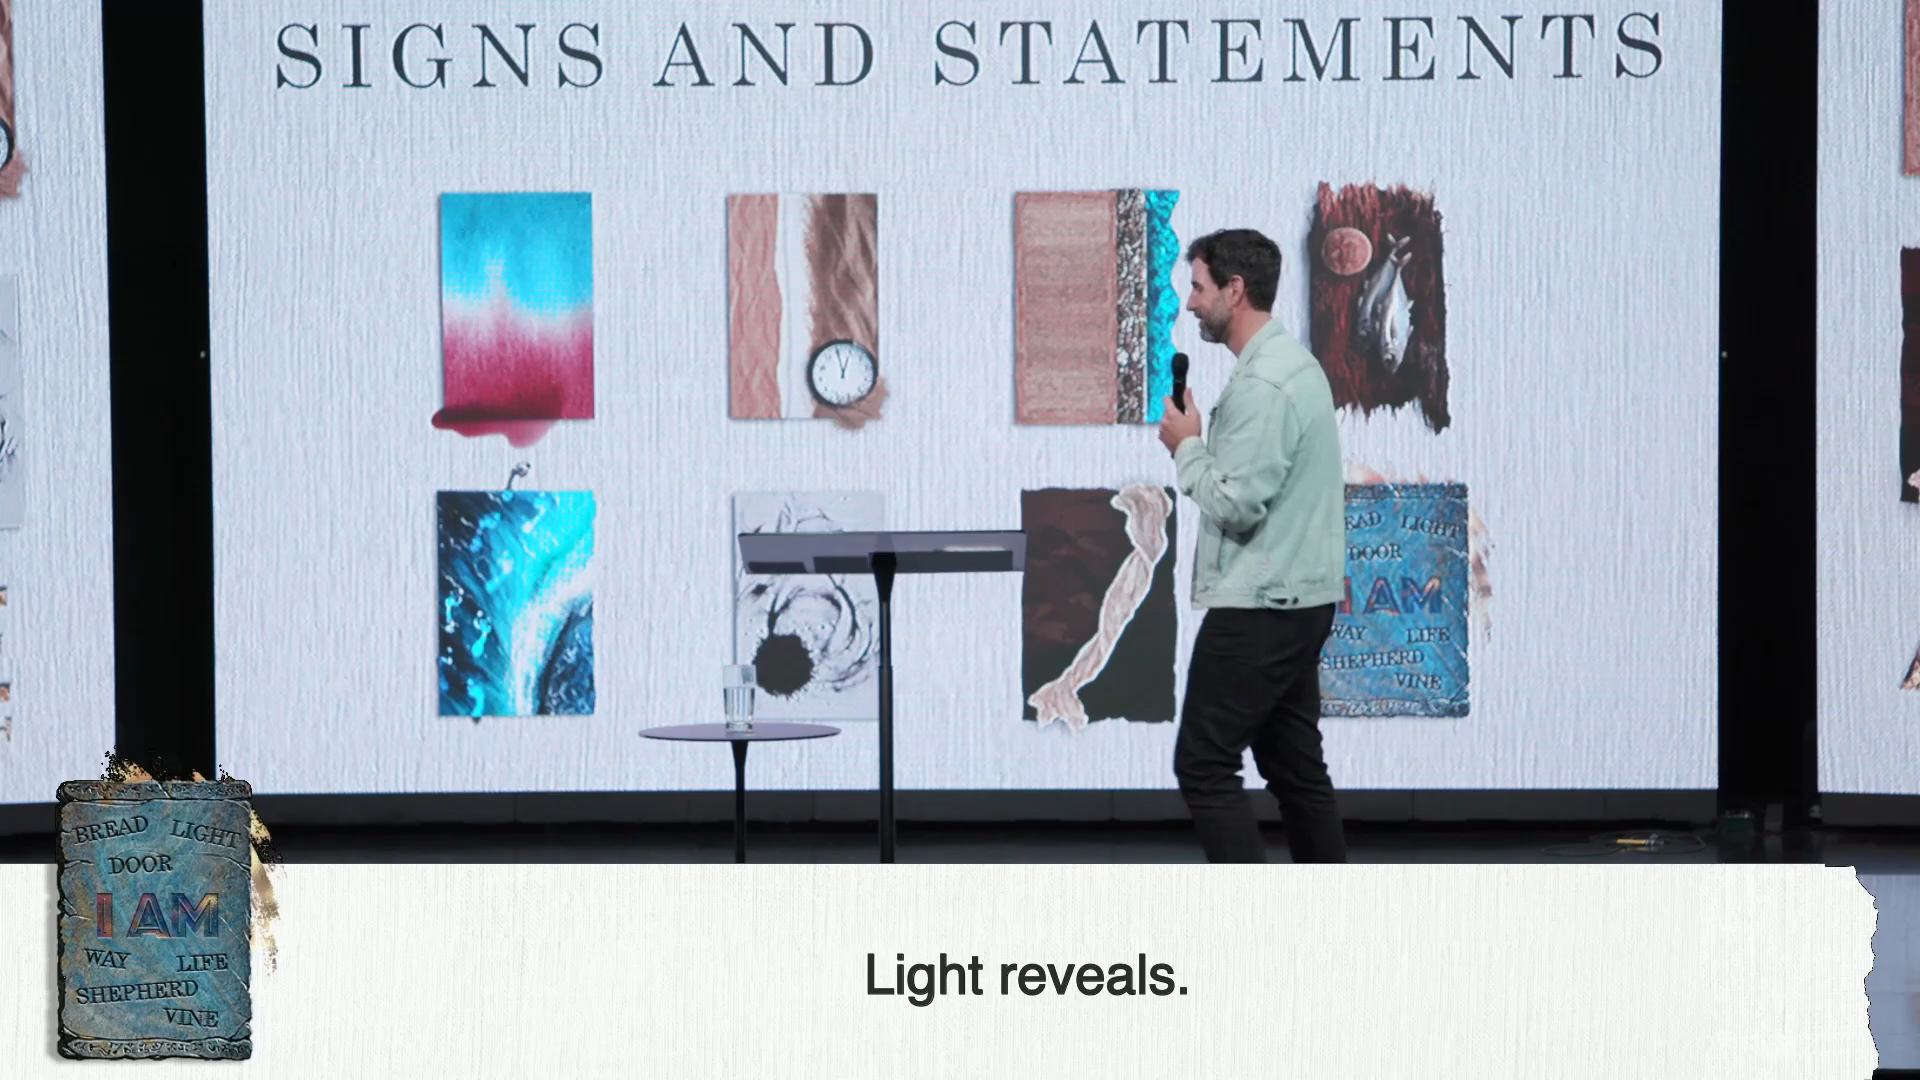 SIGNS AND STATEMENTS
LIGHT
DOOR
I AM
WAY LIFE
SHEPHERD
VINE
BREAD LIGHT
DOOR
I AM
WAY LIFE
SHEPHERD
VINE
Light reveals.